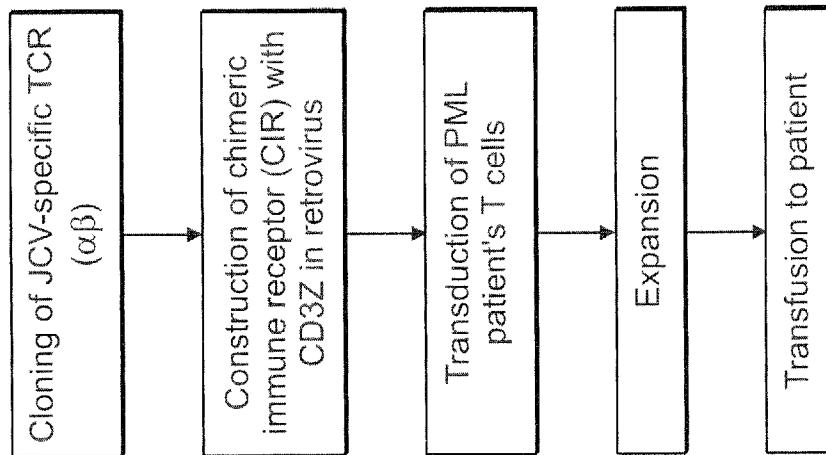 Cloning of JCV-specific TCR
(αβ)
Construction of chimeric
immune receptor (CIR) with
CD3Z in retrovirus
Transduction of PML
patient's T cells
Expansion
Transfusion to patient